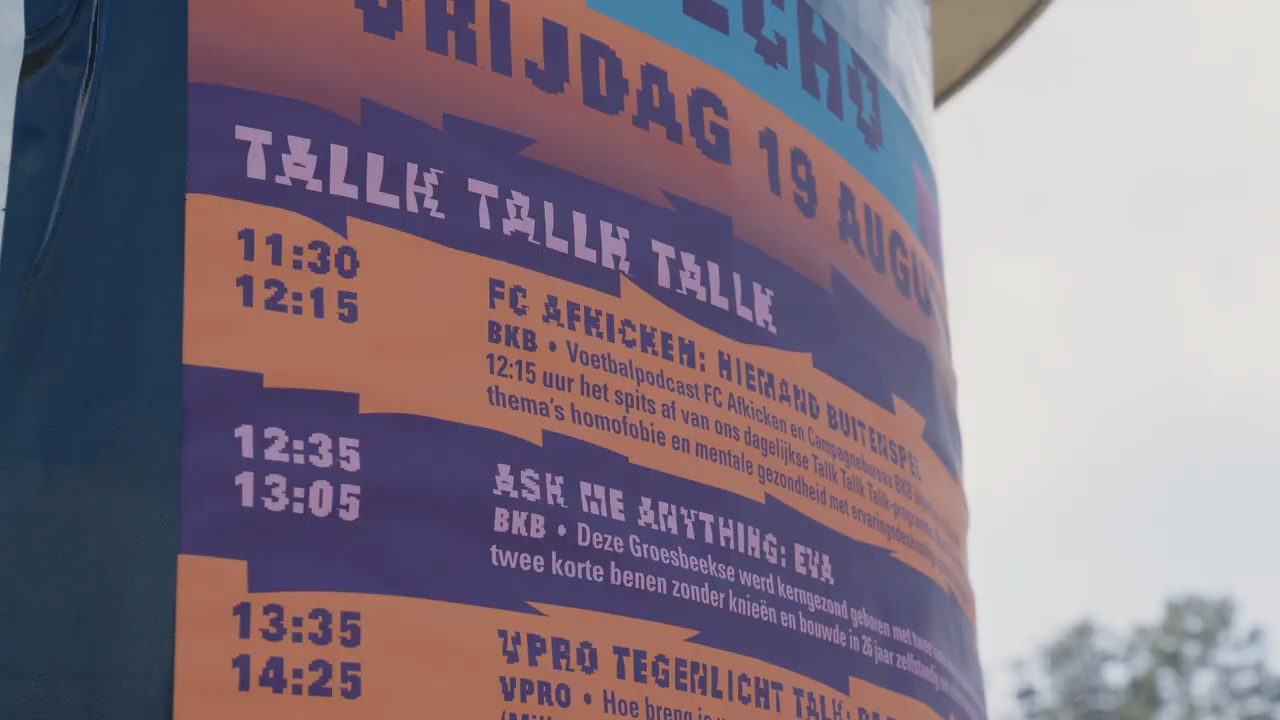 ECHO
VRIJDAG 19 AUGUS
TALLK TALLK TALLK
11:30
12:15
FC AFKICKEN: NIEMAND BUITENSPEL
BKB • Voetbalpodcast FC Afkicken en Campagnebureau BKB
12:15 uur het spits af van ons dagelijkse Tallk Tallk Tallk-programma
thema's homofobie en mentale gezondheid met ervaringsdeskundige
12:35
13:05
ASK ME ANYTHING: EVA
BKB • Deze Groesbeekse werd kerngezond geboren met twee
twee korte benen zonder knieën en bouwde in 26 jaar zelfstandig
13:35
14:25
VPRO TEGENLICHT TALK:
VPRO • Hoe breng je